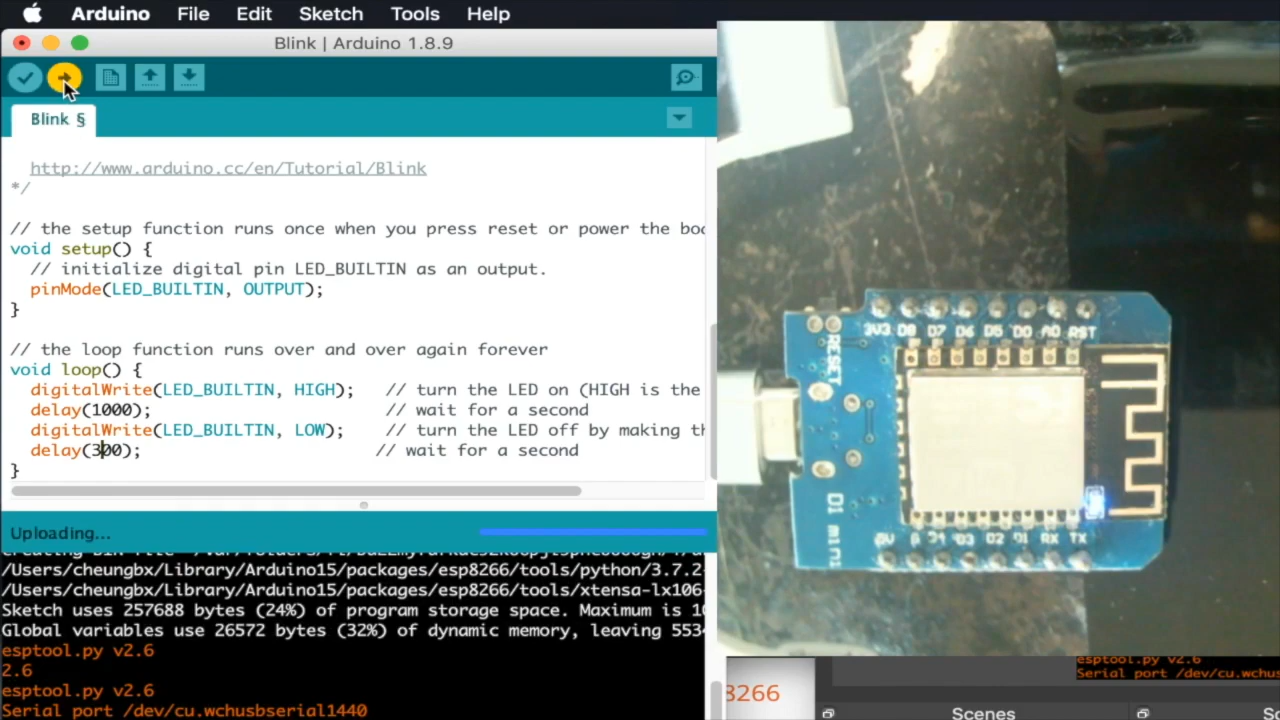 Arduino File Edit Sketch Tools Help
Blink | Arduino 1.8.9
Blink §
http://www.arduino.cc/en/Tutorial/Blink
*/
// the setup function runs once when you press reset or power the boa
void setup() {
// initialize digital pin LED_BUILTIN as an output.
pinMode(LED_BUILTIN, OUTPUT);
}
// the loop function runs over and over again forever
void loop() {
digitalWrite(LED_BUILTIN, HIGH); // turn the LED on (HIGH is the
delay(1000); // wait for a second
digitalWrite(LED_BUILTIN, LOW); // turn the LED off by making th
delay(300); // wait for a second
}
Uploading...
/Users/cheungbx/Library/Arduino15/packages/esp8266/tools/python/3.7.2-
/Users/cheungbx/Library/Arduino15/packages/esp8266/tools/xtensa-lx106-
Sketch uses 257688 bytes (24%) of program storage space. Maximum is 10
Global variables use 26572 bytes (32%) of dynamic memory, leaving 5534
esptool.py v2.6
2.6
esptool.py v2.6
Serial port /dev/cu.wchusbserial1440
3V3 D8 D7 D6 D5 D0 A0 RST
RESET
D1 mini
5V G D4 D3 D2 D1 RX TX
esptool.py v2.6
Serial port /dev/cu.wchus
8266
Scenes